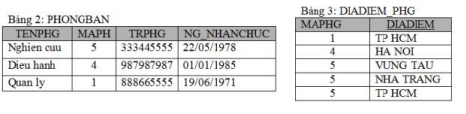 Bảng 2: PHONGBAN
TENPHG MAPH TRPHG NG_NHANCHUC
Nghien cuu 5 333445555 22/05/1978
Dieu hanh 4 987987987 01/01/1985
Quan ly 1 888665555 19/06/1971
Bảng 3: DIADIEM_PHG
MAPHG DIADIEM
1 TP HCM
4 HA NOI
5 VUNG TAU
5 NHA TRANG
5 TP HCM